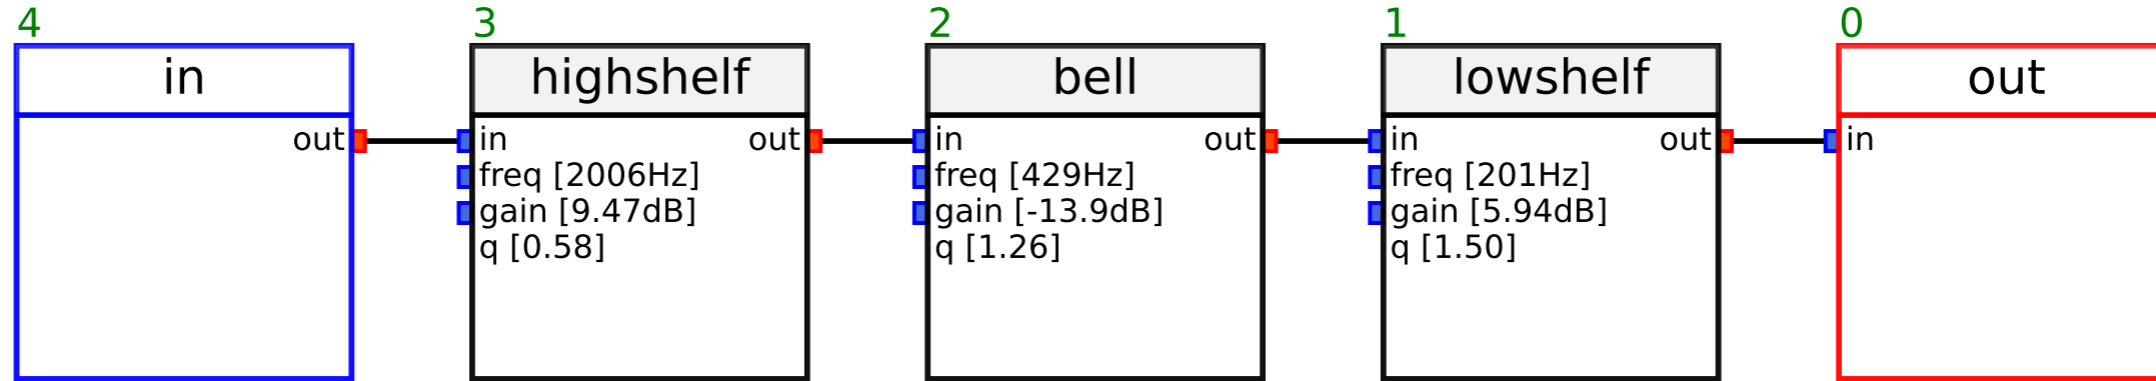 4 3 2 1 0
in highshelf bell lowshelf out
out in out in out in out in
freq [2006Hz] freq [429Hz] freq [201Hz]
gain [9.47dB] gain [-13.9dB] gain [5.94dB]
q [0.58] q [1.26] q [1.50]